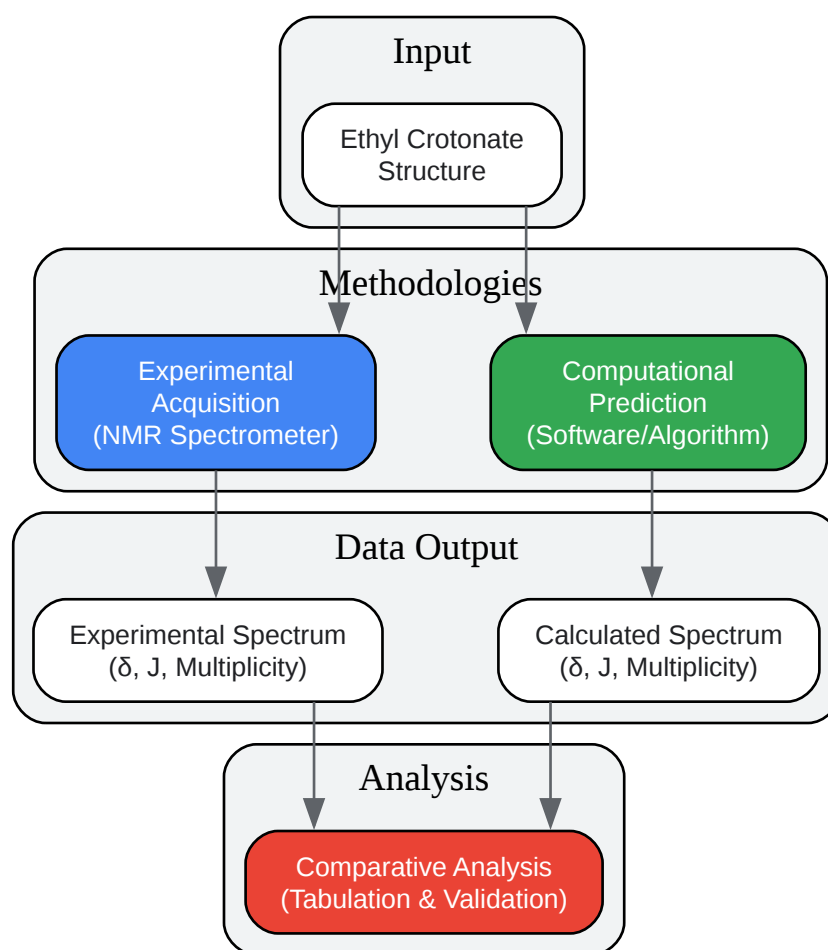 Input
Ethyl Crotonate
Structure
Methodologies
Experimental
Acquisition
(NMR Spectrometer)
Computational
Prediction
(Software/Algorithm)
Data Output
Experimental Spectrum
(δ, J, Multiplicity)
Calculated Spectrum
(δ, J, Multiplicity)
Analysis
Comparative Analysis
(Tabulation & Validation)